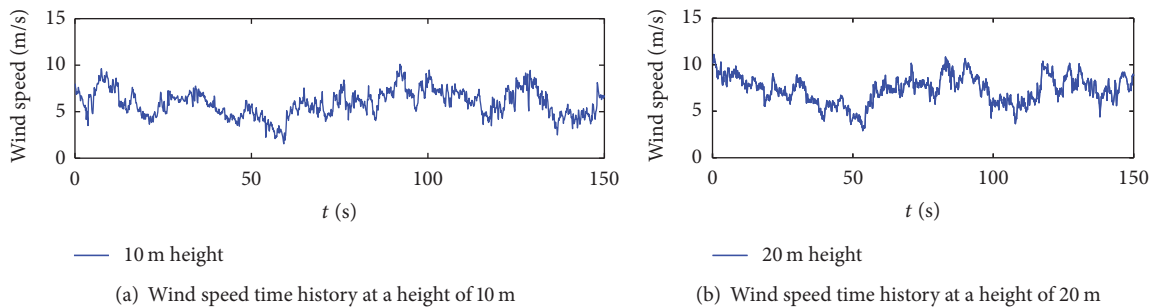 Wind speed (m/s)
15
10
5
0
0
50
100
150
t (s)
10 m height
(a) Wind speed time history at a height of 10 m
Wind speed (m/s)
15
10
5
0
0
50
100
150
t (s)
20 m height
(b) Wind speed time history at a height of 20 m